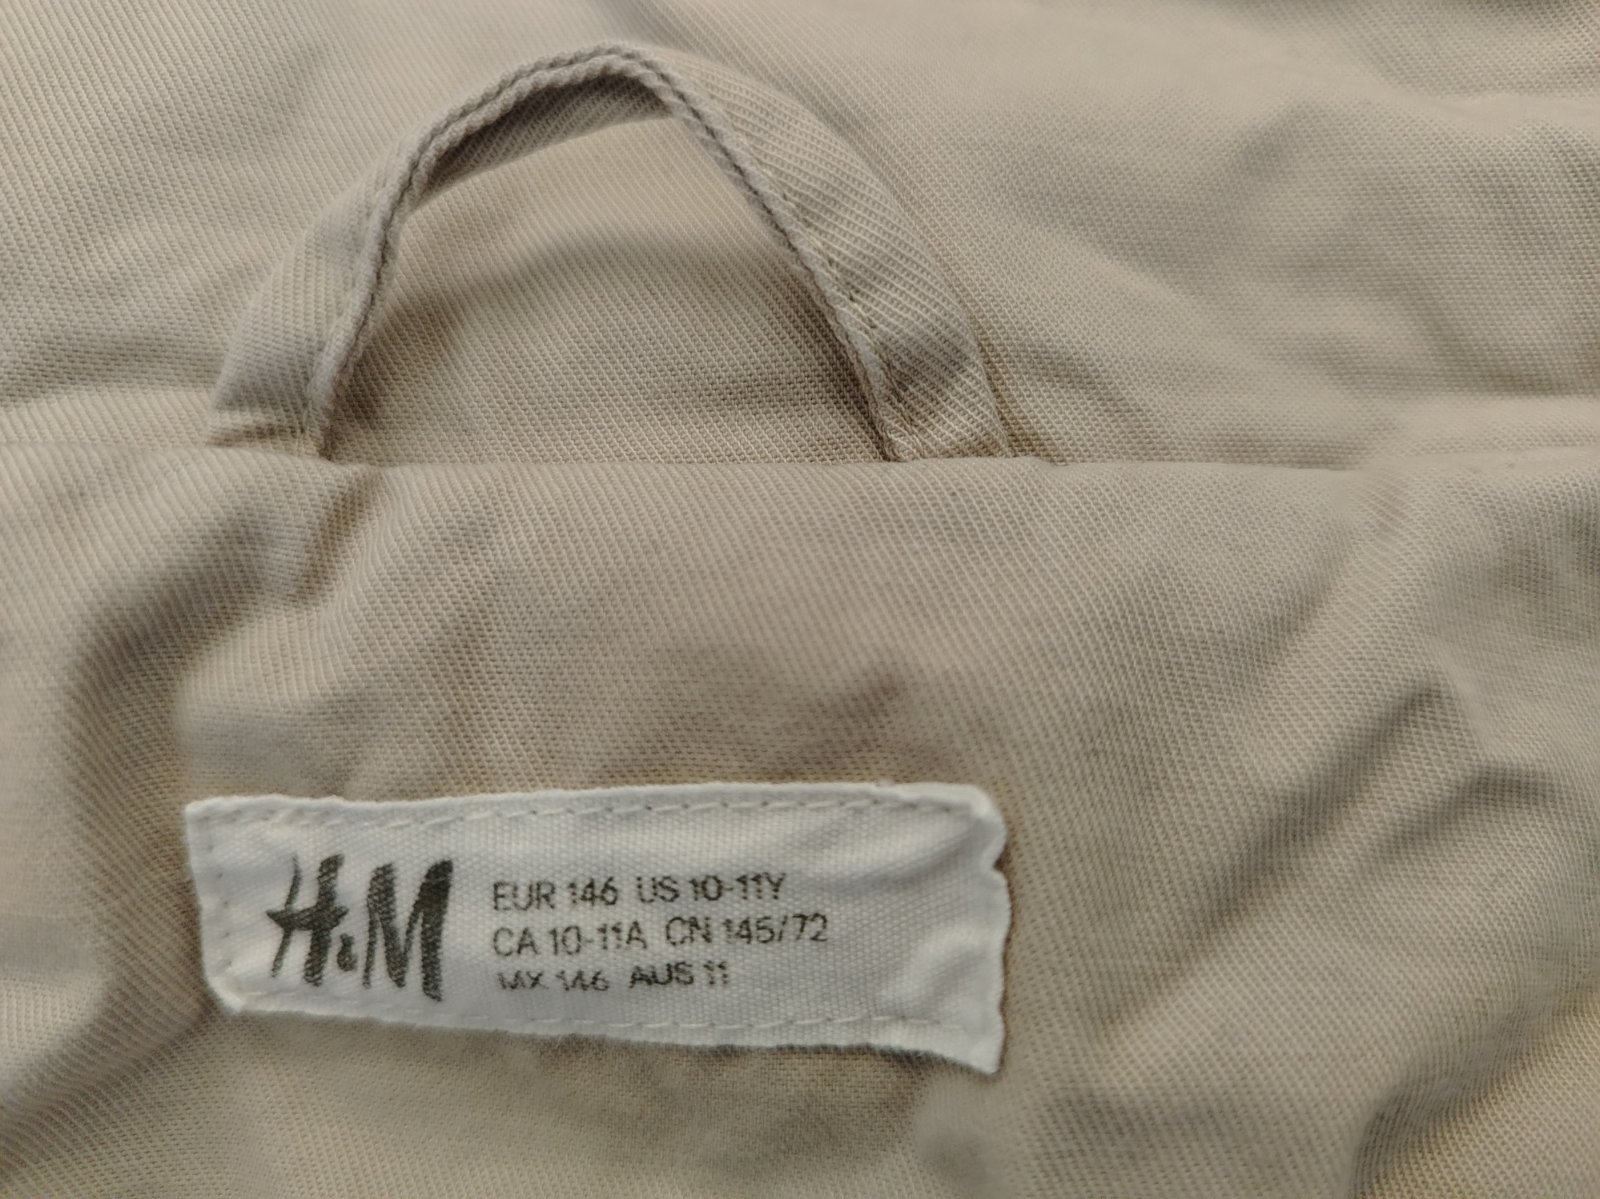 H&M
EUR 146 US 10-11Y
CA 10-11A CN 145/72
MX 146 AUS 11